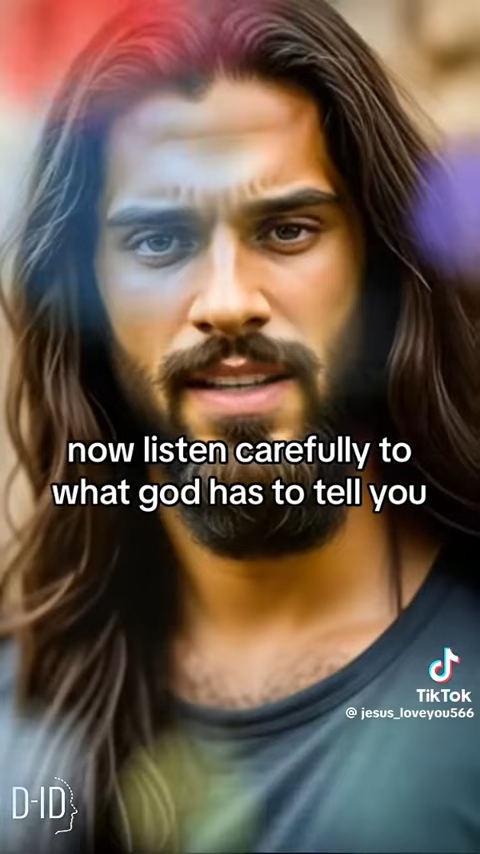 now listen carefully to
what god has to tell you
TikTok
@ jesus_loveyou566
D-ID